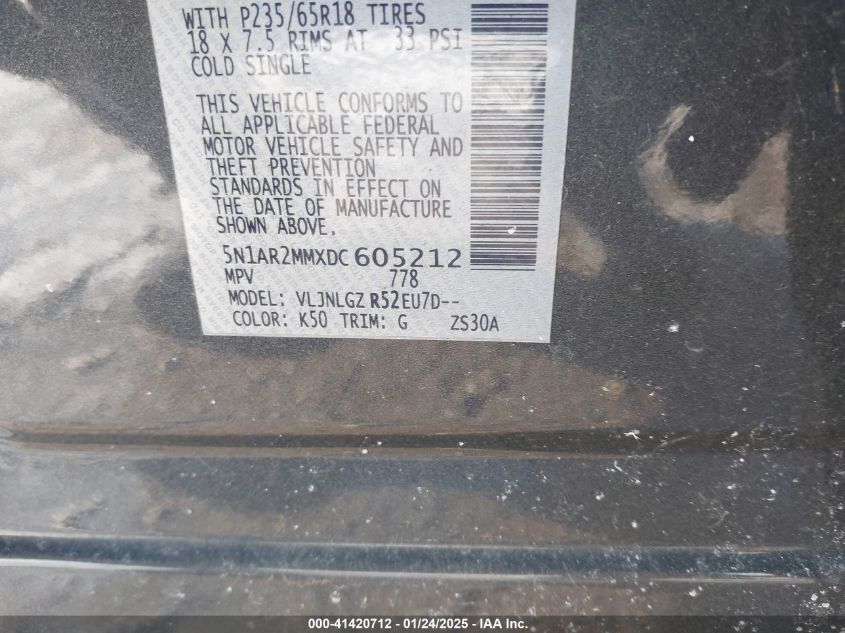 WITH P235/65R18 TIRES
18 X 7.5 RIMS AT 33 PSI
COLD SINGLE
THIS VEHICLE CONFORMS TO
ALL APPLICABLE FEDERAL
MOTOR VEHICLE SAFETY AND
THEFT PREVENTION
STANDARDS IN EFFECT ON
THE DATE OF MANUFACTURE
SHOWN ABOVE.
5N1AR2MMXDC605212
MPV 778
MODEL: VLJNLGZ R52EU7D--
COLOR: K50 TRIM: G ZS30A
000-41420712 - 01/24/2025 - IAA Inc.